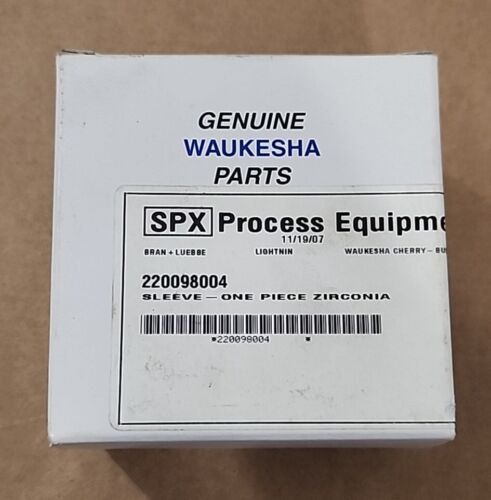 GENUINE
WAUKESHA
PARTS
SPX Process Equipme
11/19/07
BRAN + LUEBBE LIGHTNIN WAUKESHA CHERRY-BU
220098004
SLEEVE-ONE PIECE ZIRCONIA
*220098004 *